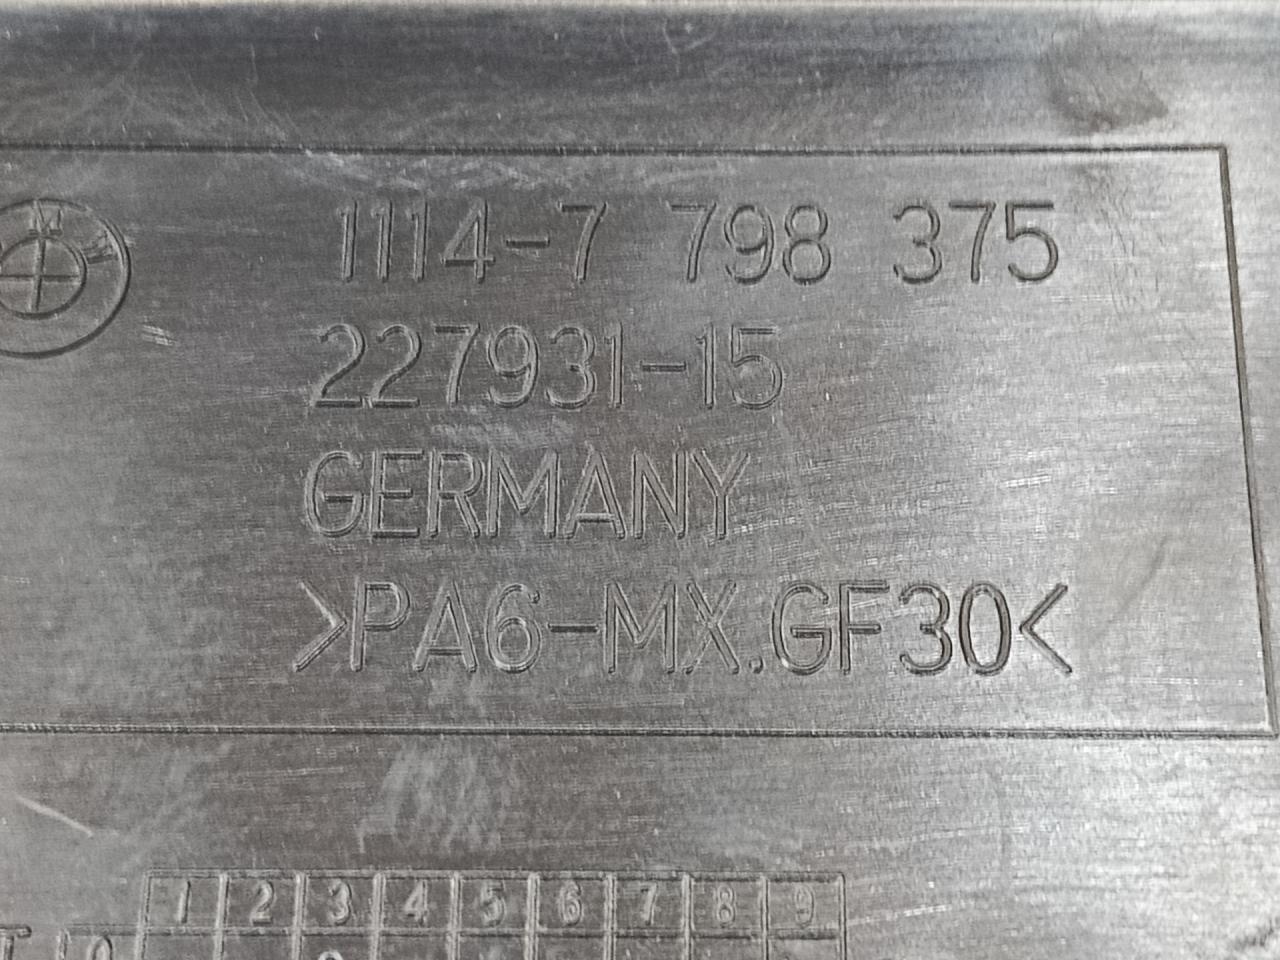 1114-7 798 375
227931-15
GERMANY
>PA6-MX.GF30<
1 2 3 4 5 6 7 8 9